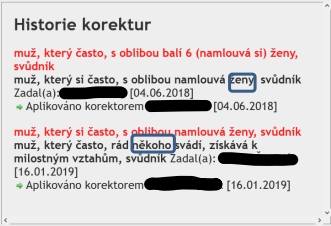 Historie korektur
muž, který často, s oblibou balí 6 (namlouvá si) ženy,
svůdník
muž, který si často, s oblibou namlouvá ženy, svůdník
Zadal(a): [04.06.2018]
Aplikováno korektorem [04.06.2018]
muž, který si často, s oblibou namlouvá ženy, svůdník
muž, který často, rád někoho svádí, získává k
milostným vztahům, svůdník Zadal(a):
[16.01.2019]
Aplikováno korektorem [16.01.2019]